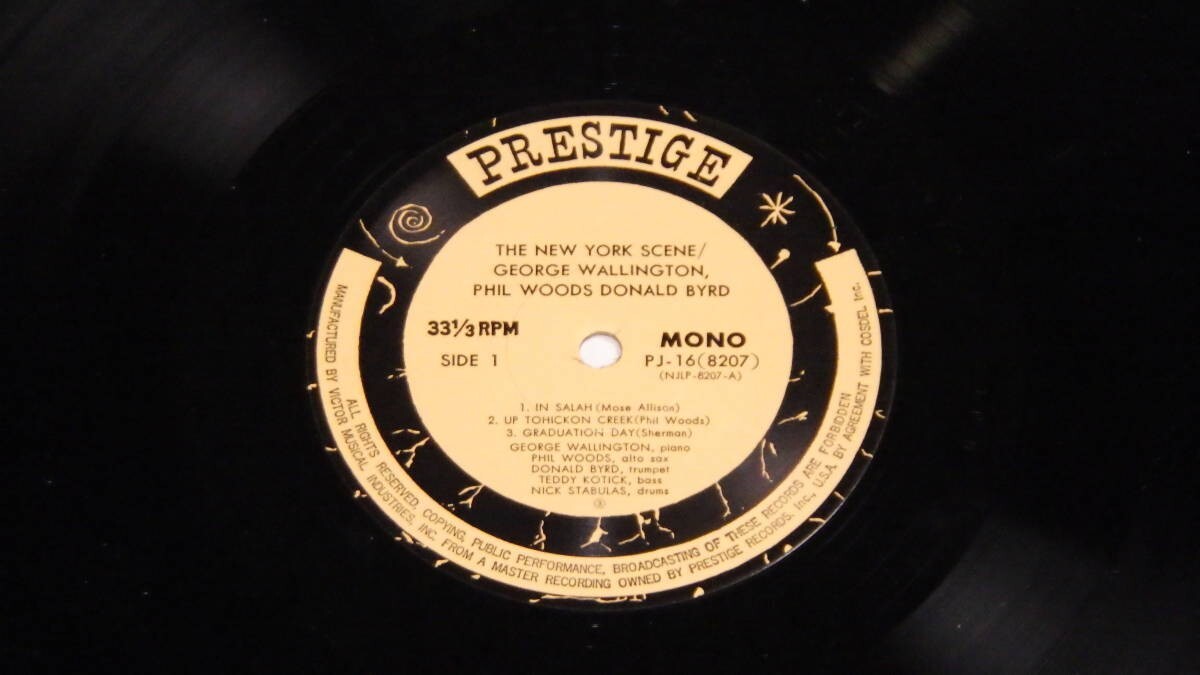 PRESTIGE
THE NEW YORK SCENE/
GEORGE WALLINGTON,
PHIL WOODS DONALD BYRD
33⅓ RPM
MONO
SIDE 1
PJ-16(8207)
(NJLP-8207-A)
1. IN SALAH(Mose Allison)
2. UP TOHICKON CREEK(Phil Woods)
3. GRADUATION DAY(Sherman)
GEORGE WALLINGTON, piano
PHIL WOODS, alto sax
DONALD BYRD, trumpet
TEDDY KOTICK, bass
NICK STABULAS, drums
ALL RIGHTS RESERVED. COPYING, PUBLIC PERFORMANCE, BROADCASTING OF THESE RECORDS ARE FORBIDDEN
MANUFACTURED BY VICTOR MUSICAL INDUSTRIES, INC. FROM A MASTER RECORDING OWNED BY PRESTIGE RECORDS. Inc., U.S.A. BY AGREEMENT WITH COSDEL Inc.